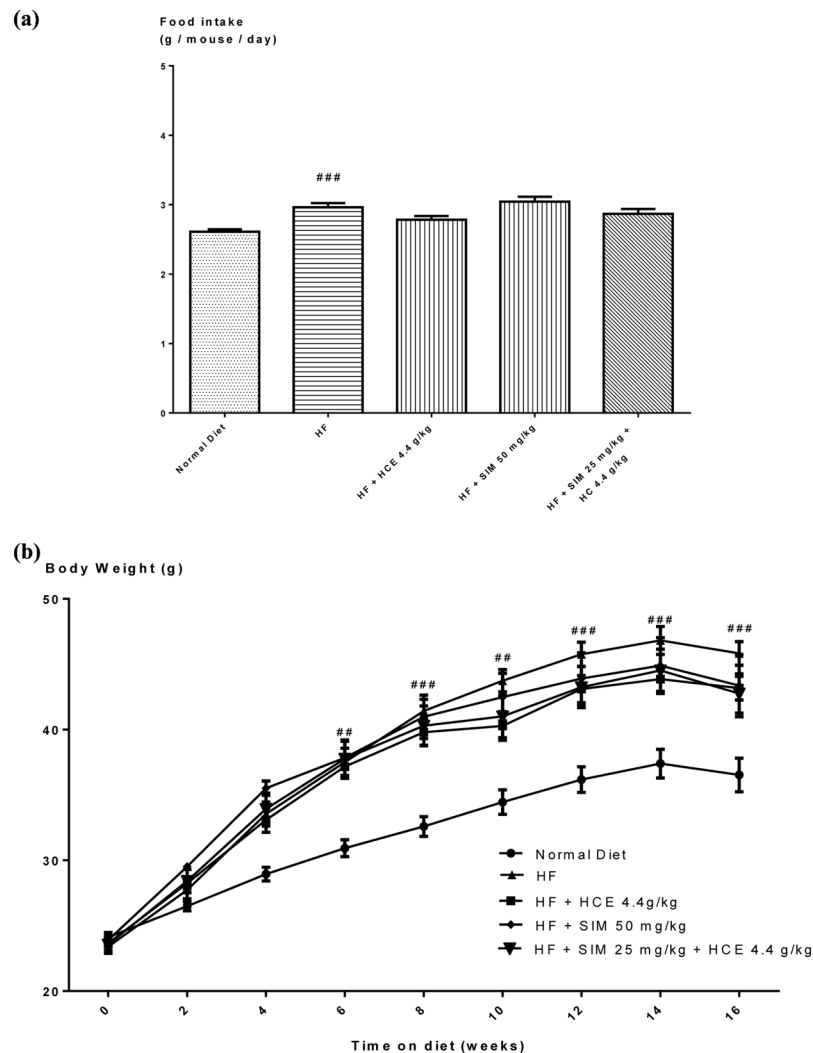 (a)
Food intake
(g / mouse / day)
5
4
3
2
1
0
###
Normal Diet
HF
HF + HCE 4.4 g/kg
HF + SIM 50 mg/kg
HF + SIM 25 mg/kg +
HC 4.4 g/kg
(b)
Body Weight (g)
50
40
30
20
##
###
##
###
###
###
Normal Diet
HF
HF + HCE 4.4g/kg
HF + SIM 50 mg/kg
HF + SIM 25 mg/kg + HCE 4.4 g/kg
0
2
4
6
8
10
12
14
16
Time on diet (weeks)